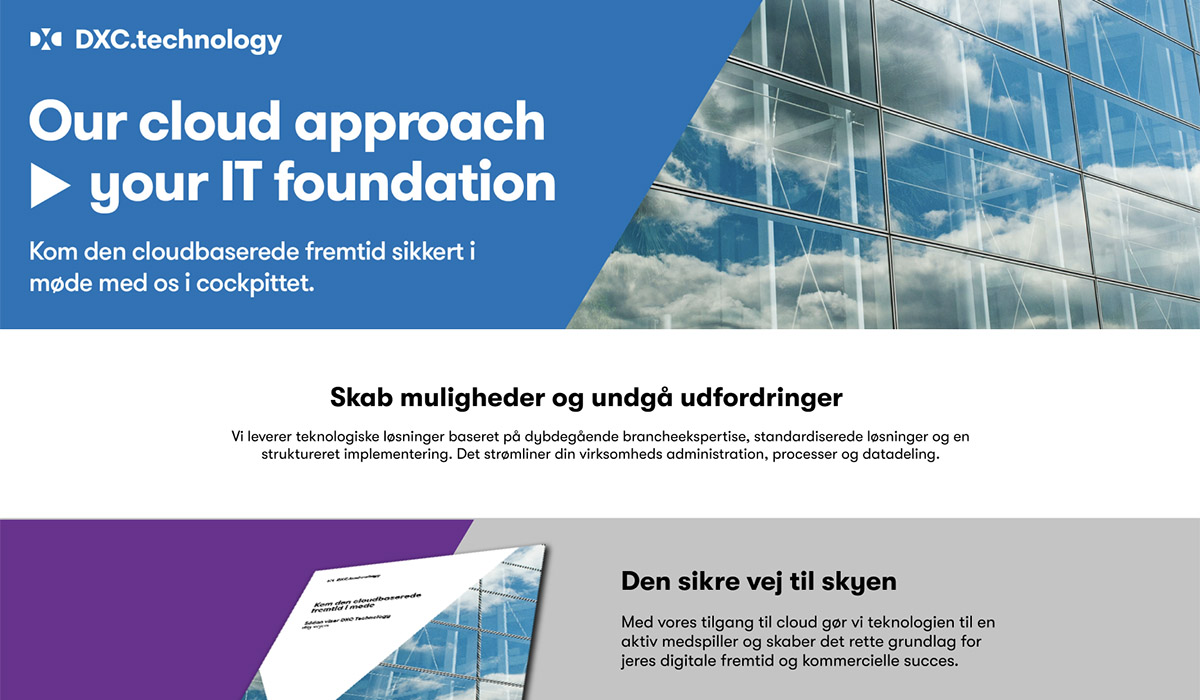 DXC.technology
Our cloud approach
your IT foundation
Kom den cloudbaserede fremtid sikkert i
møde med os i cockpittet.
Skab muligheder og undgå udfordringer
Vi leverer teknologiske løsninger baseret på dybdegående brancheekspertise, standardiserede løsninger og en
struktureret implementering. Det strømliner din virksomheds administration, processer og datadeling.
DXC.technology
Kom den cloudbaserede
fremtid i møde
Sådan viser DXC Technology
dig vejen
Den sikre vej til skyen
Med vores tilgang til cloud gør vi teknologien til en
aktiv medspiller og skaber det rette grundlag for
jeres digitale fremtid og kommercielle succes.